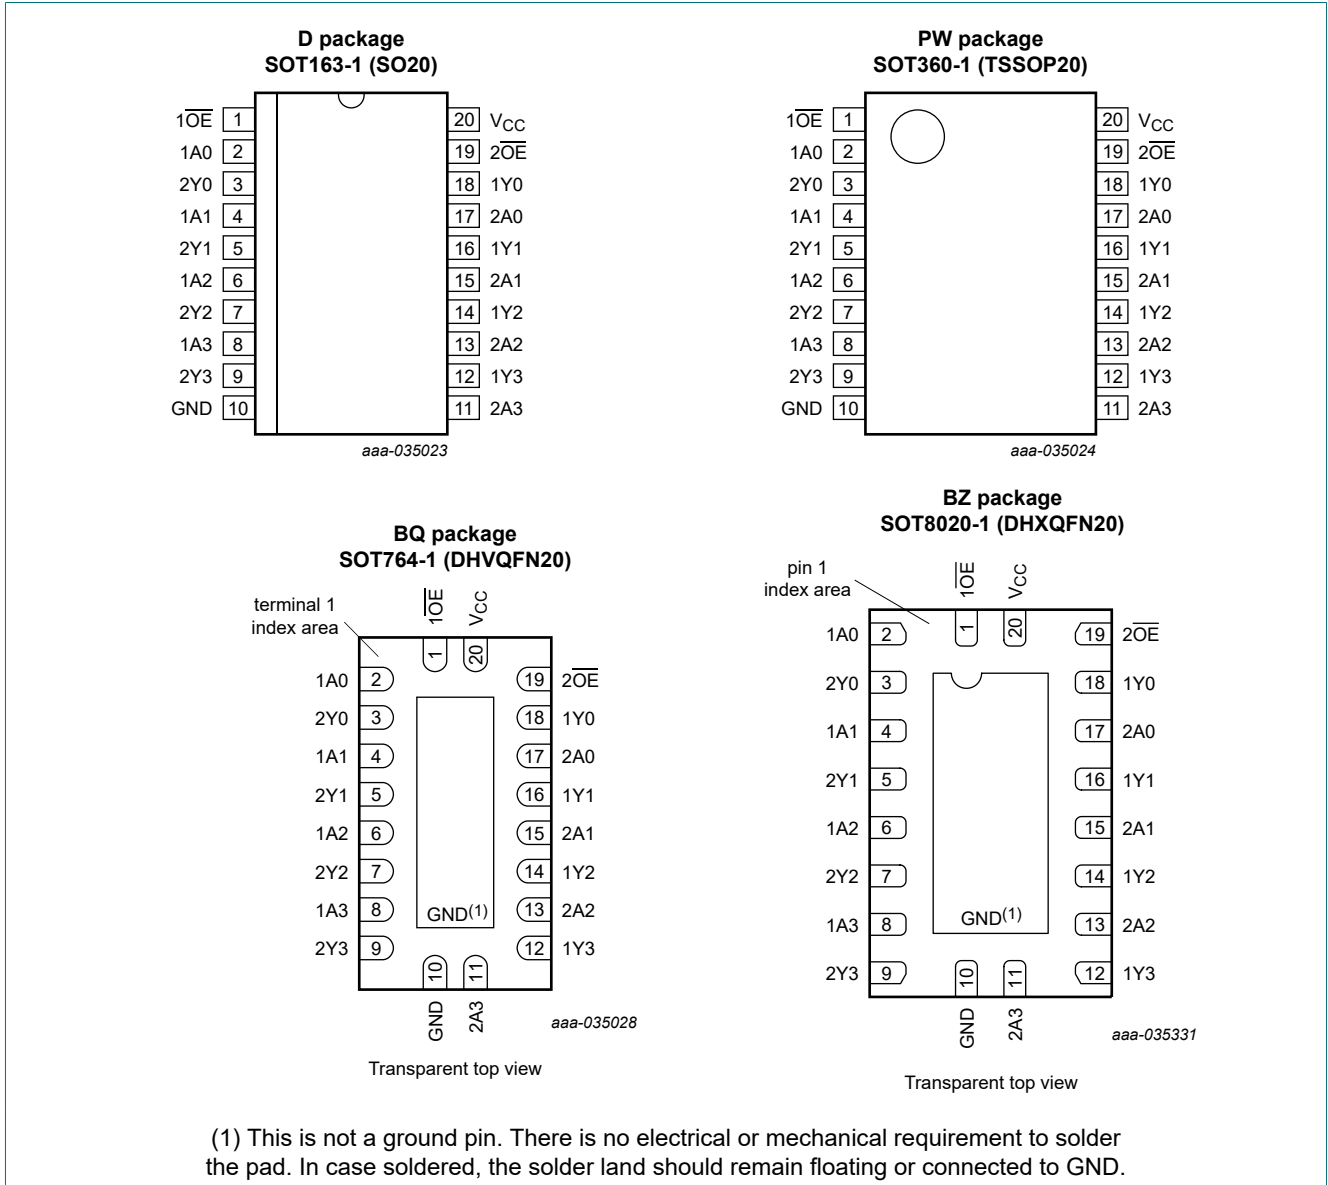 D package
SOT163-1 (SO20)
1O̅E̅ 1
1A0 2
2Y0 3
1A1 4
2Y1 5
1A2 6
2Y2 7
1A3 8
2Y3 9
GND 10
20 VCC
19 2O̅E̅
18 1Y0
17 2A0
16 1Y1
15 2A1
14 1Y2
13 2A2
12 1Y3
11 2A3
aaa-035023
PW package
SOT360-1 (TSSOP20)
1O̅E̅ 1
1A0 2
2Y0 3
1A1 4
2Y1 5
1A2 6
2Y2 7
1A3 8
2Y3 9
GND 10
20 VCC
19 2O̅E̅
18 1Y0
17 2A0
16 1Y1
15 2A1
14 1Y2
13 2A2
12 1Y3
11 2A3
aaa-035024
BQ package
SOT764-1 (DHVQFN20)
terminal 1
index area
1O̅E̅ 1
VCC 20
1A0 2
2Y0 3
1A1 4
2Y1 5
1A2 6
2Y2 7
1A3 8
2Y3 9
19 2O̅E̅
18 1Y0
17 2A0
16 1Y1
15 2A1
14 1Y2
13 2A2
12 1Y3
GND(1)
GND 10
2A3 11
aaa-035028
Transparent top view
BZ package
SOT8020-1 (DHXQFN20)
pin 1
index area
1O̅E̅ 1
VCC 20
1A0 2
2Y0 3
1A1 4
2Y1 5
1A2 6
2Y2 7
1A3 8
2Y3 9
19 2O̅E̅
18 1Y0
17 2A0
16 1Y1
15 2A1
14 1Y2
13 2A2
12 1Y3
GND(1)
GND 10
2A3 11
aaa-035331
Transparent top view
(1) This is not a ground pin. There is no electrical or mechanical requirement to solder
the pad. In case soldered, the solder land should remain floating or connected to GND.